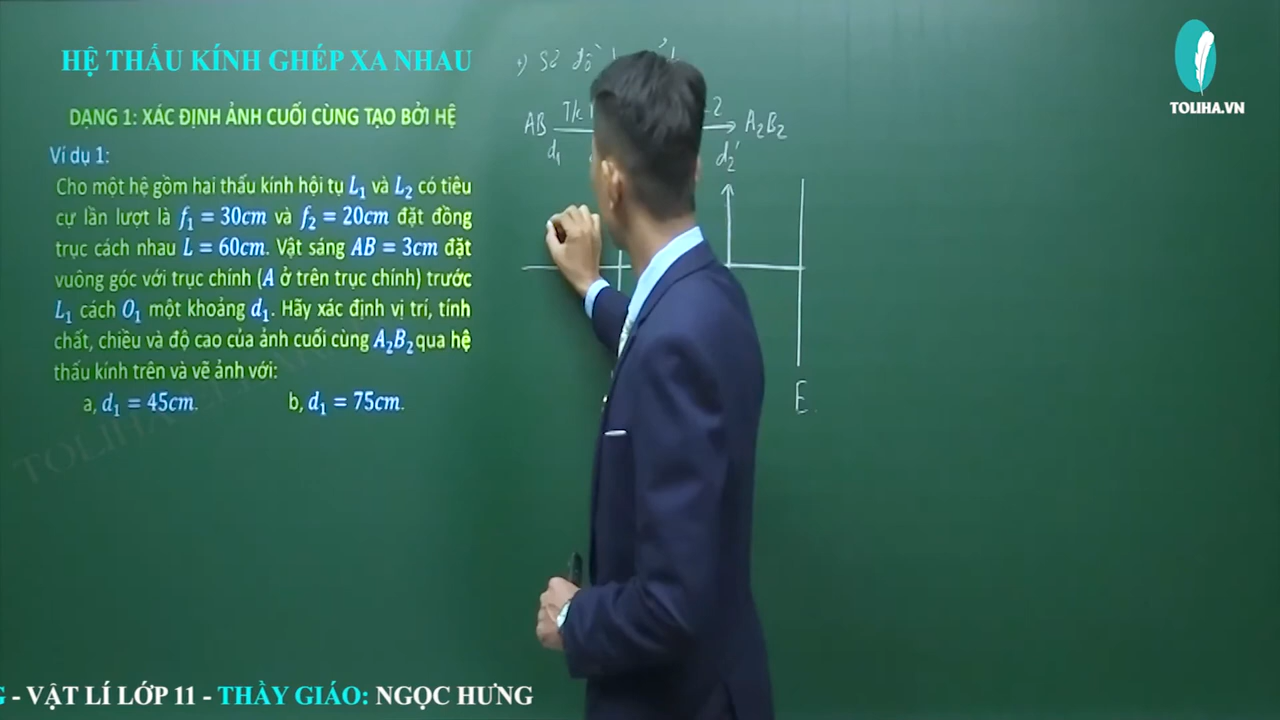 HỆ THẤU KÍNH GHÉP XA NHAU
DẠNG 1: XÁC ĐỊNH ẢNH CUỐI CÙNG TẠO BỞI HỆ
Ví dụ 1:
Cho một hệ gồm hai thấu kính hội tụ L₁ và L₂ có tiêu
cự lần lượt là f₁ = 30cm và f₂ = 20cm đặt đồng
trục cách nhau L = 60cm. Vật sáng AB = 3cm đặt
vuông góc với trục chính (A ở trên trục chính) trước
L₁ cách O₁ một khoảng d₁. Hãy xác định vị trí, tính
chất, chiều và độ cao của ảnh cuối cùng A₂B₂ qua hệ
thấu kính trên và vẽ ảnh với:
a, d₁ = 45cm. b, d₁ = 75cm.
+) Sơ đồ
AB TK 2 A₂B₂
d₁ d₂'
E
TOLIHA.VN
- VẬT LÍ LỚP 11 - THẦY GIÁO: NGỌC HƯNG